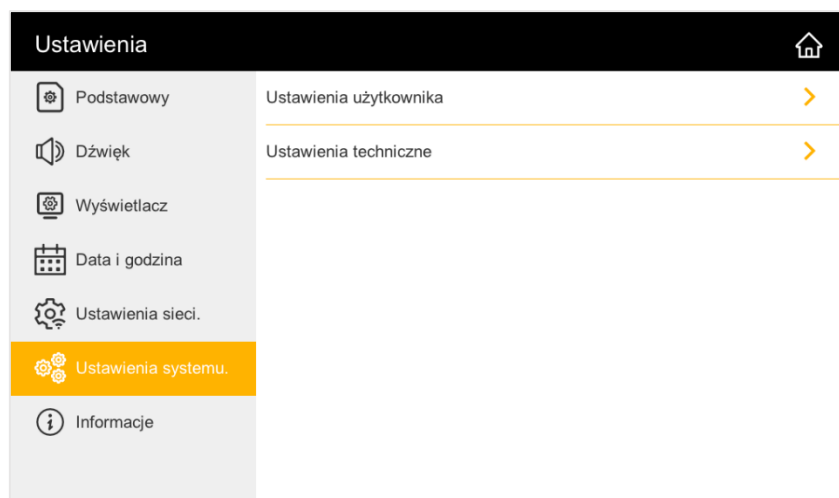 Ustawienia
Podstawowy
Dźwięk
Wyświetlacz
Data i godzina
Ustawienia sieci.
Ustawienia systemu.
Informacje
Ustawienia użytkownika
Ustawienia techniczne